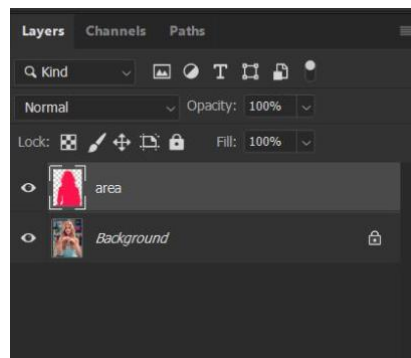 Layers Channels Paths
Kind
Normal Opacity: 100%
Lock: Fill: 100%
area
Background